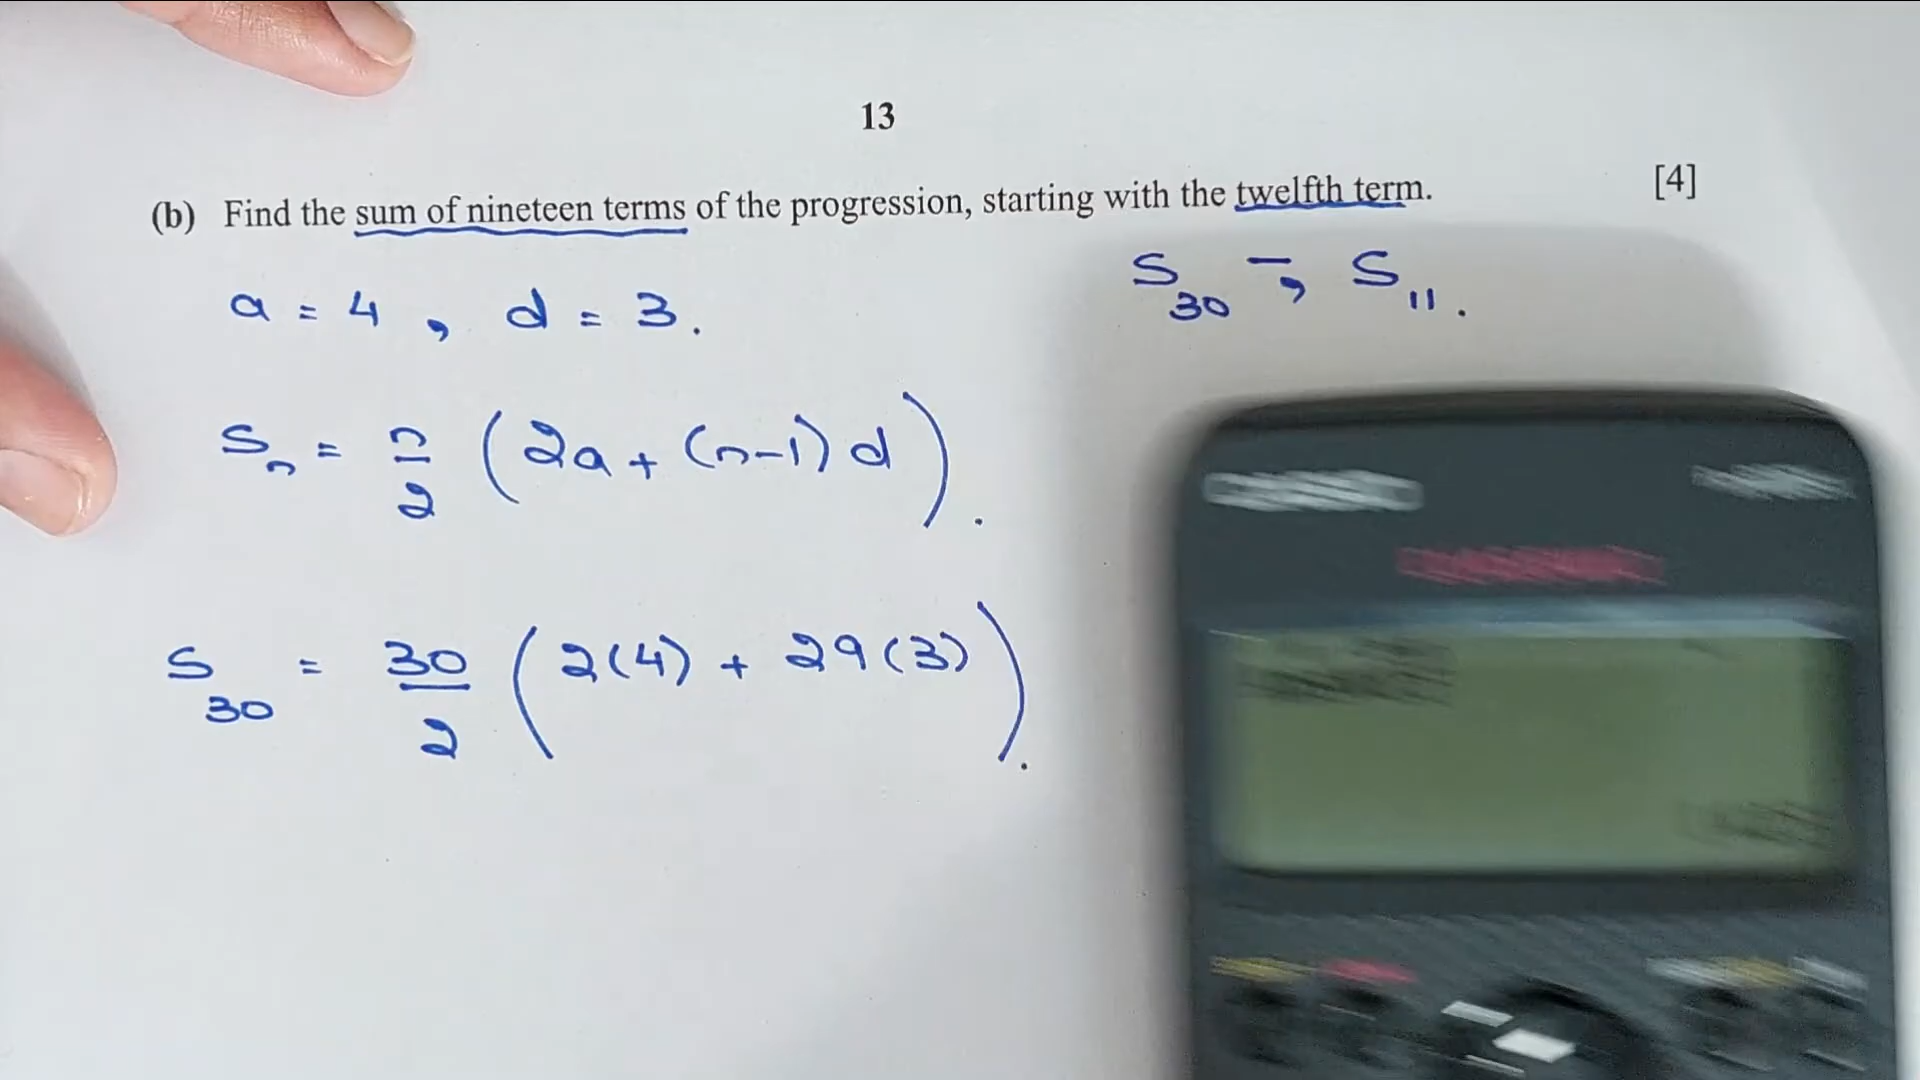 13
(b) Find the sum of nineteen terms of the progression, starting with the twelfth term. [4]
S₃₀ - , S₁₁ .
a = 4 , d = 3 .
Sₙ = n/2 (2a + (n-1) d) .
S₃₀ = 30/2 (2(4) + 29(3)) .